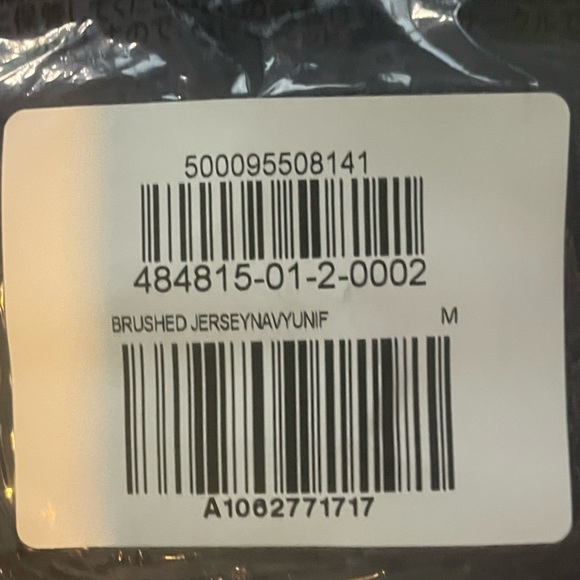 500095508141
484815-01-2-0002
BRUSHED JERSEYNAVYUNIF M
A1062771717